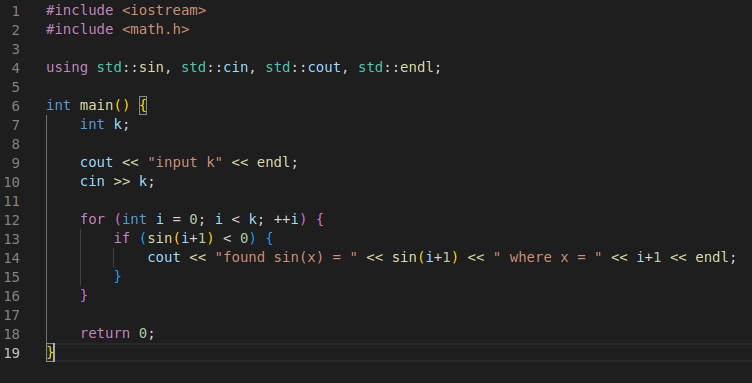 1 #include <iostream>
2 #include <math.h>
3
4 using std::sin, std::cin, std::cout, std::endl;
5
6 int main() {
7     int k;
8
9     cout << "input k" << endl;
10     cin >> k;
11
12     for (int i = 0; i < k; ++i) {
13         if (sin(i+1) < 0) {
14             cout << "found sin(x) = " << sin(i+1) << " where x = " << i+1 << endl;
15         }
16     }
17
18     return 0;
19 }